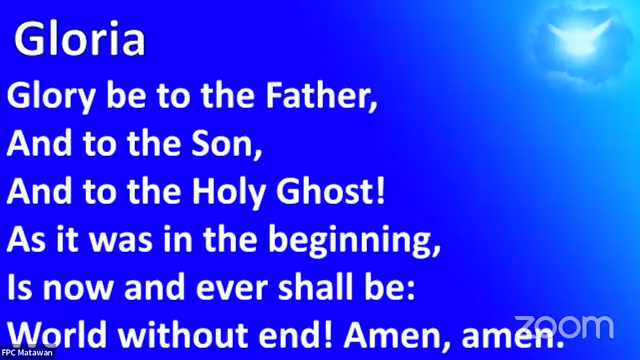 Gloria
Glory be to the Father,
And to the Son,
And to the Holy Ghost!
As it was in the beginning,
Is now and ever shall be:
World without end! Amen, amen.
zoom
FPC Matawan